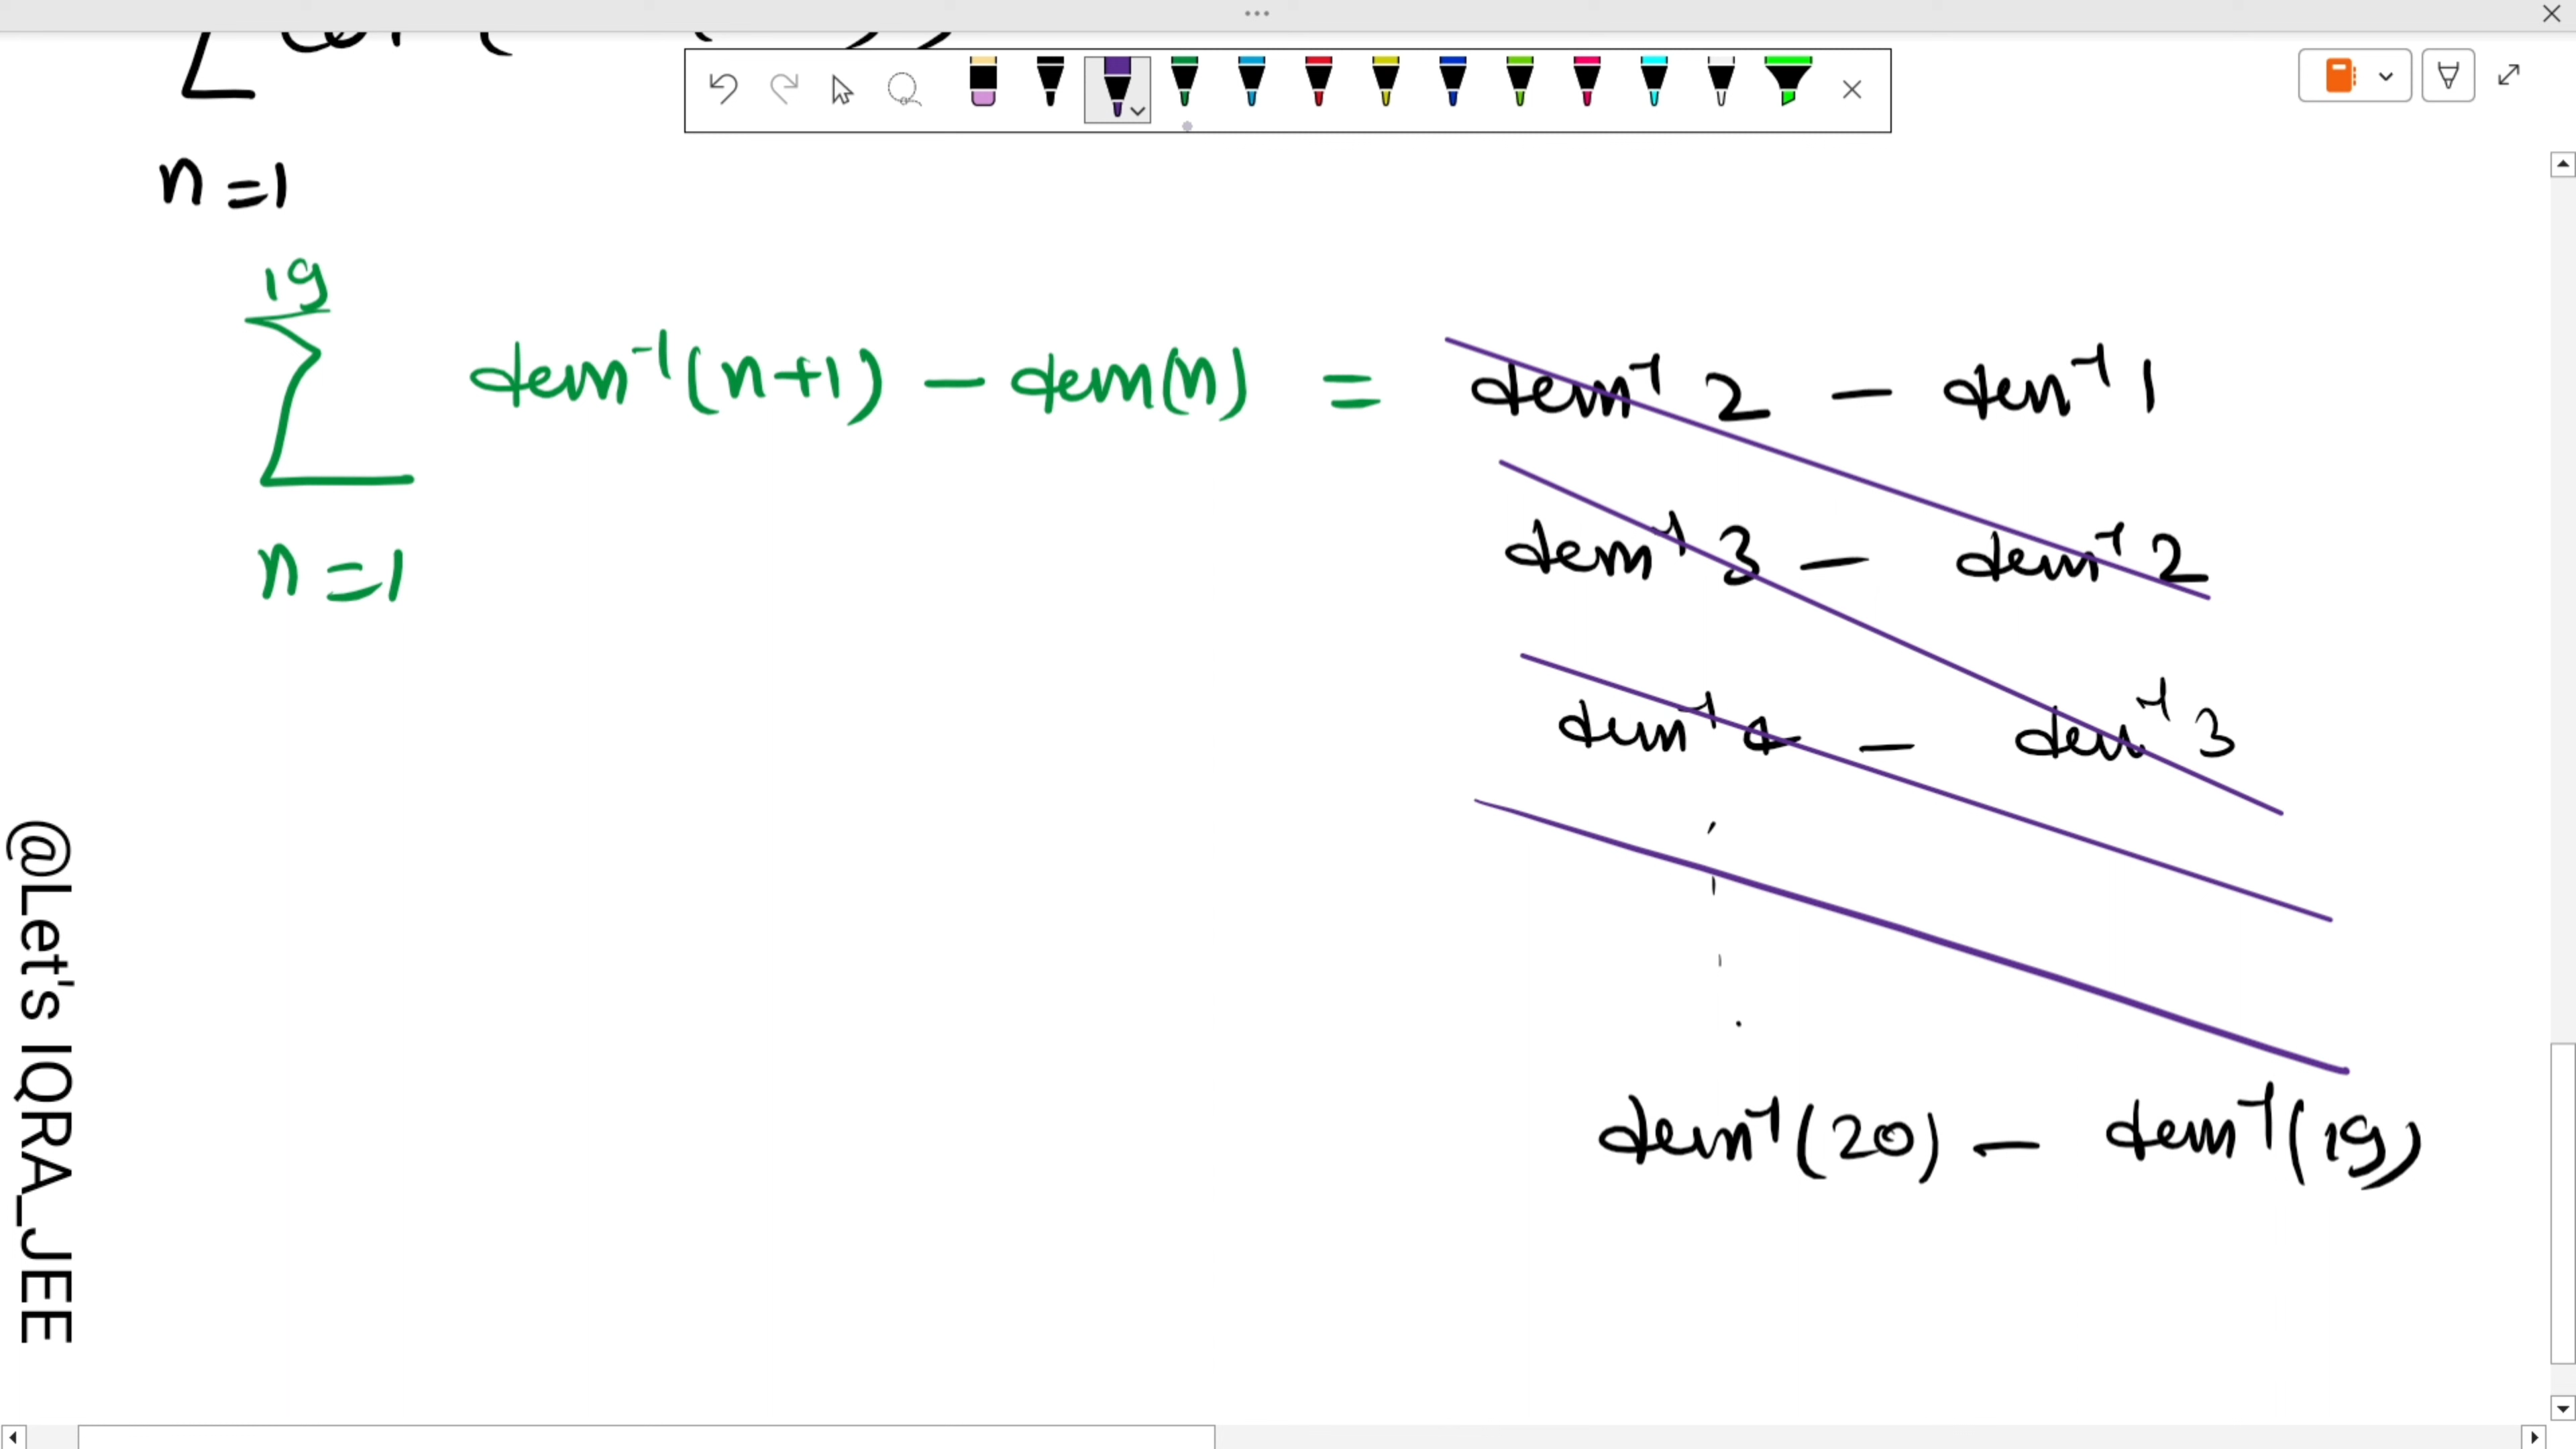 n=1
19
∑ tan⁻¹(n+1) – tan(n) = tan⁻¹ 2 – tan⁻¹ 1
n=1
tan⁻¹ 3 – tan⁻¹ 2
tan⁻¹ 4 – tan⁻¹ 3
tan⁻¹(20) – tan⁻¹(19)
@Let's IQRA_JEE